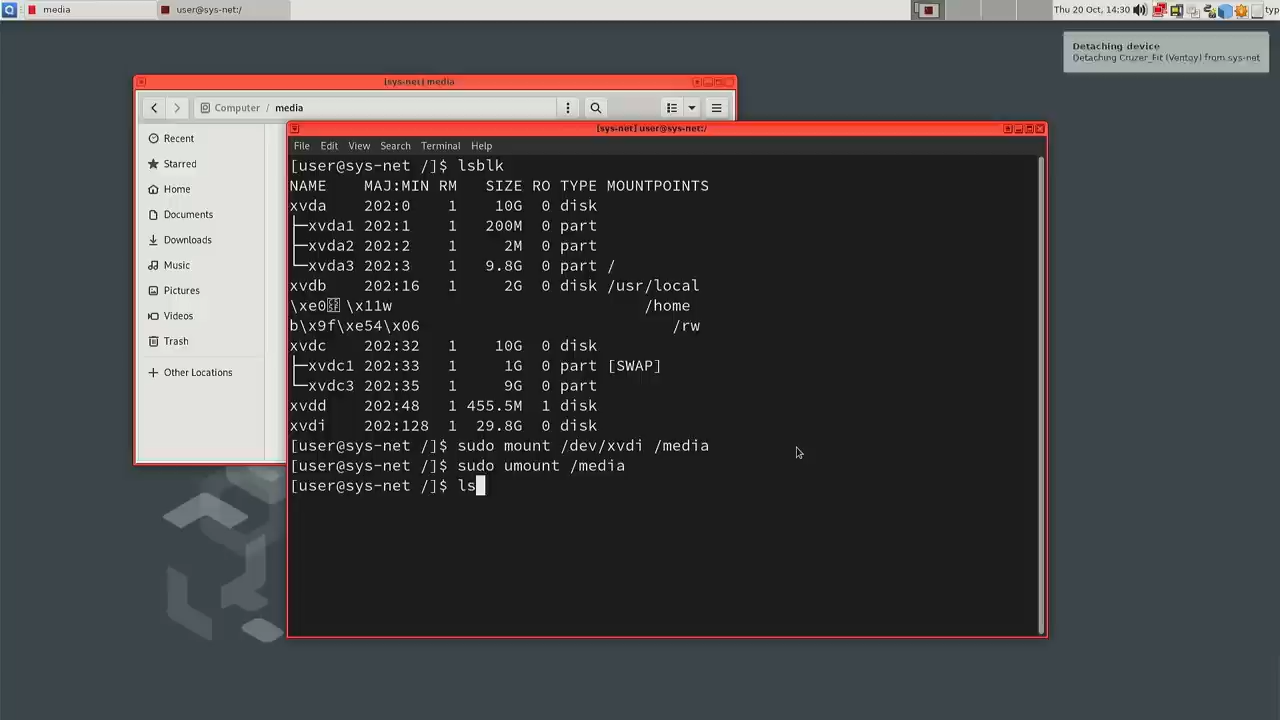 media
user@sys-net:/
Thu 20 Oct, 14:30
typ
Detaching device
Detaching Cruzer_Fit (Ventoy) from sys-net
[sys-net] media
Computer / media
Recent
Starred
Home
Documents
Downloads
Music
Pictures
Videos
Trash
Other Locations
[sys-net] user@sys-net:/
File Edit View Search Terminal Help
[user@sys-net /]$ lsblk
NAME    MAJ:MIN RM   SIZE RO TYPE MOUNTPOINTS
xvda    202:0    1    10G  0 disk
├─xvda1 202:1    1   200M  0 part
├─xvda2 202:2    1     2M  0 part
└─xvda3 202:3    1   9.8G  0 part /
xvdb    202:16   1     2G  0 disk /usr/local
\xe0 \x11w                            /home
b\x9f\xe54\x06                           /rw
xvdc    202:32   1    10G  0 disk
├─xvdc1 202:33   1     1G  0 part [SWAP]
└─xvdc3 202:35   1     9G  0 part
xvdd    202:48   1 455.5M  1 disk
xvdi    202:128  1  29.8G  0 disk
[user@sys-net /]$ sudo mount /dev/xvdi /media
[user@sys-net /]$ sudo umount /media
[user@sys-net /]$ ls